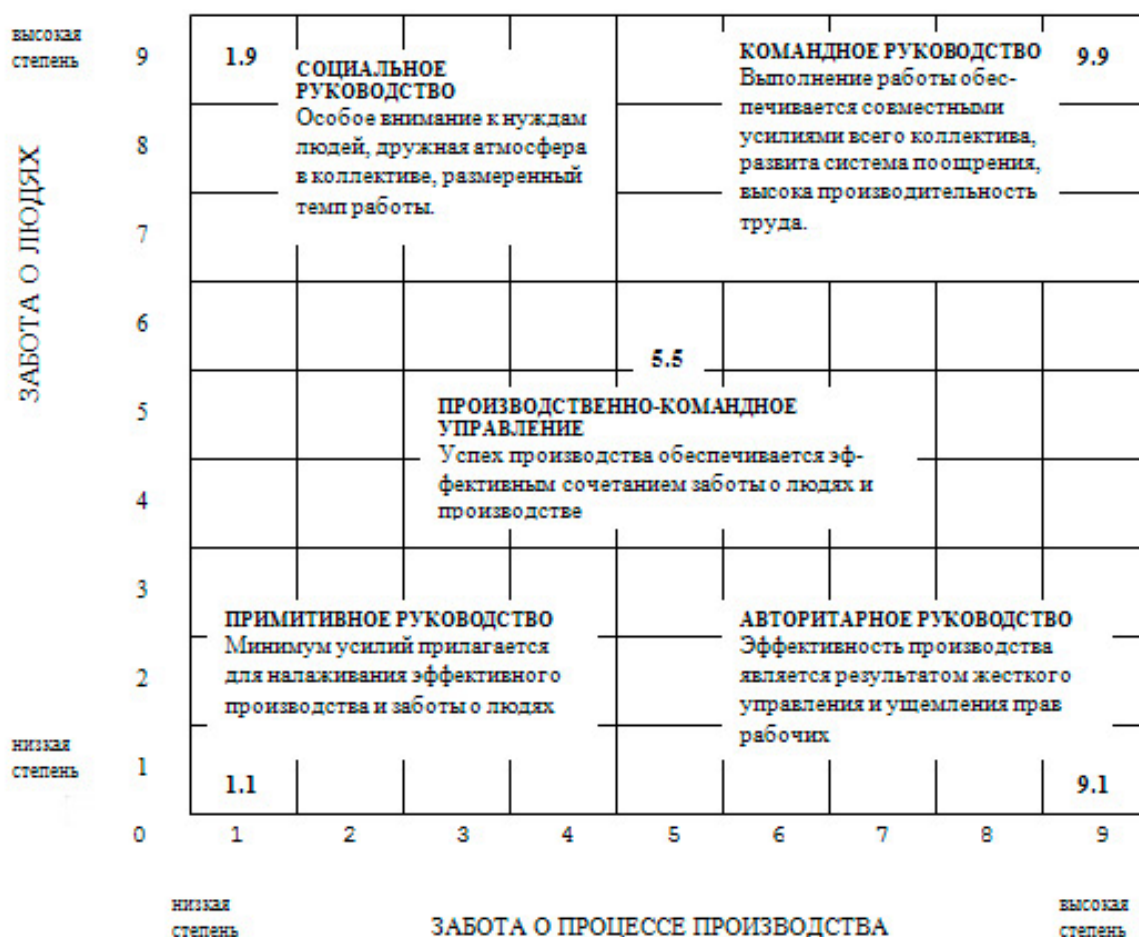 высокая
степень
9
1.9
СОЦИАЛЬНОЕ
РУКОВОДСТВО
Особое внимание к нуждам
людей, дружная атмосфера
в коллективе, размеренный
темп работы.
КОМАНДНОЕ РУКОВОДСТВО
Выполнение работы обес-
печивается совместными
усилиями всего коллектива,
развита система поощрения,
высока производительность
труда.
9.9
8
7
ЗАБОТА О ЛЮДЯХ
6
5.5
5
ПРОИЗВОДСТВЕННО-КОМАНДНОЕ
УПРАВЛЕНИЕ
Успех производства обеспечивается эф-
фективным сочетанием заботы о людях и
производстве
4
3
ПРИМИТИВНОЕ РУКОВОДСТВО
Минимум усилий прилагается
для налаживания эффективного
производства и заботы о людях
АВТОРИТАРНОЕ РУКОВОДСТВО
Эффективность производства
является результатом жесткого
управления и ущемления прав
рабочих
2
низкая
степень
1
1.1
9.1
0 1 2 3 4 5 6 7 8 9
низкая
степень
ЗАБОТА О ПРОЦЕССЕ ПРОИЗВОДСТВА
высокая
степень